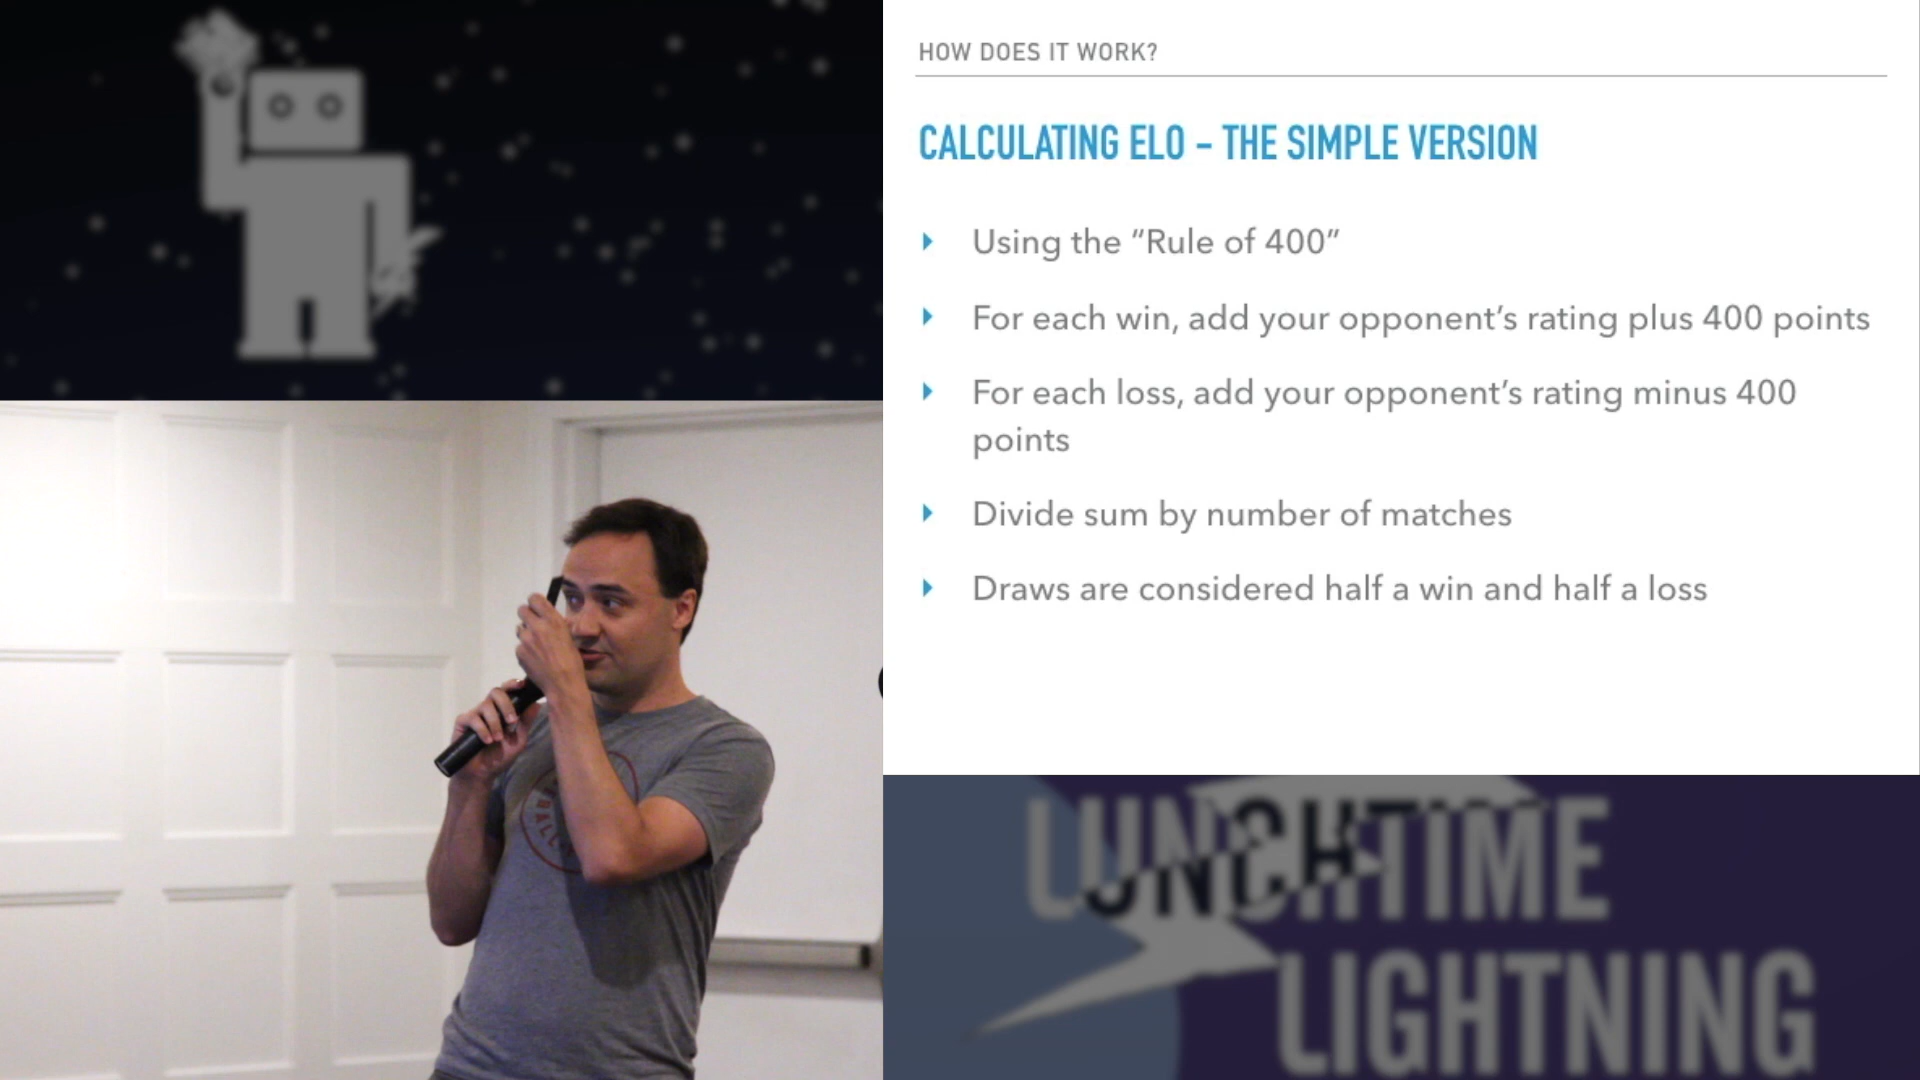 HOW DOES IT WORK?
CALCULATING ELO – THE SIMPLE VERSION
Using the “Rule of 400”
For each win, add your opponent’s rating plus 400 points
For each loss, add your opponent’s rating minus 400
points
Divide sum by number of matches
Draws are considered half a win and half a loss
LUNCHTIME
LIGHTNING